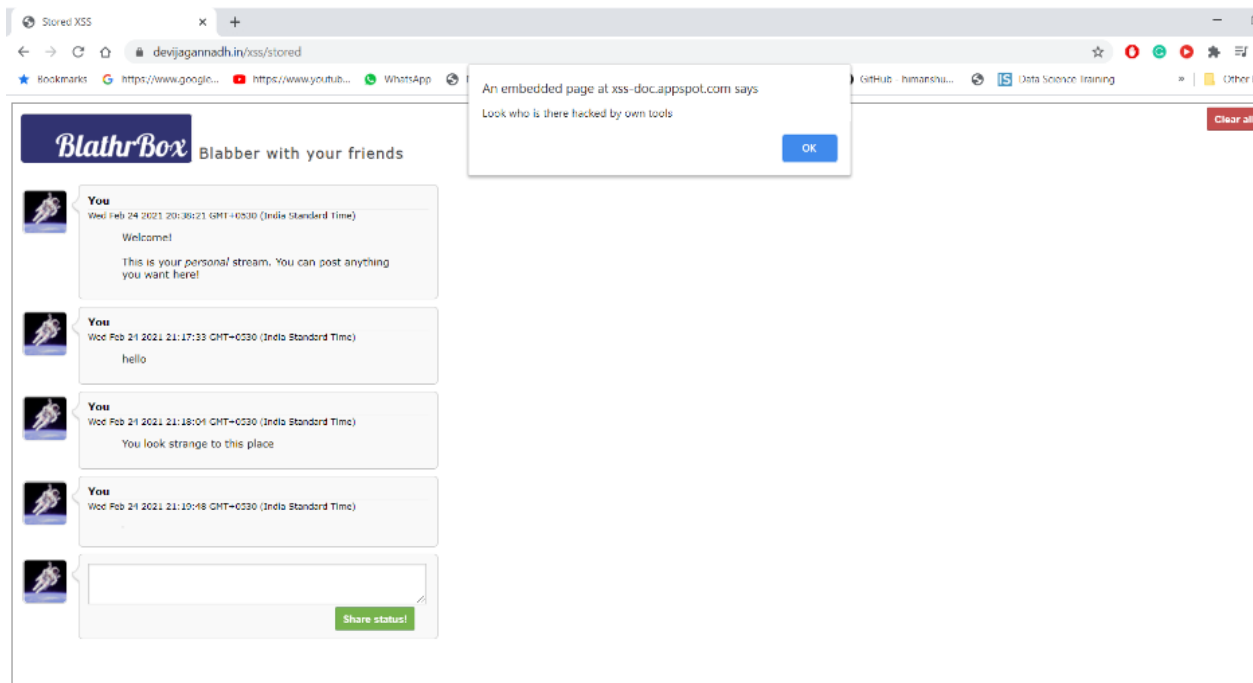 Stored XSS
devijagannadh.in/xss/stored
Bookmarks https://www.google... https://www.youtub... WhatsApp GitHub - himanshu... Data Science Training » Other
An embedded page at xss-doc.appspot.com says
Look who is there hacked by own tools
OK
Clear all
BlathrBox Blabber with your friends
You
Wed Feb 24 2021 20:38:21 GMT+0530 (India Standard Time)
Welcome!
This is your personal stream. You can post anything
you want here!
You
Wed Feb 24 2021 21:17:33 GMT+0530 (India Standard Time)
hello
You
Wed Feb 24 2021 21:18:04 GMT+0530 (India Standard Time)
You look strange to this place
You
Wed Feb 24 2021 21:19:48 GMT+0530 (India Standard Time)
.
Share status!